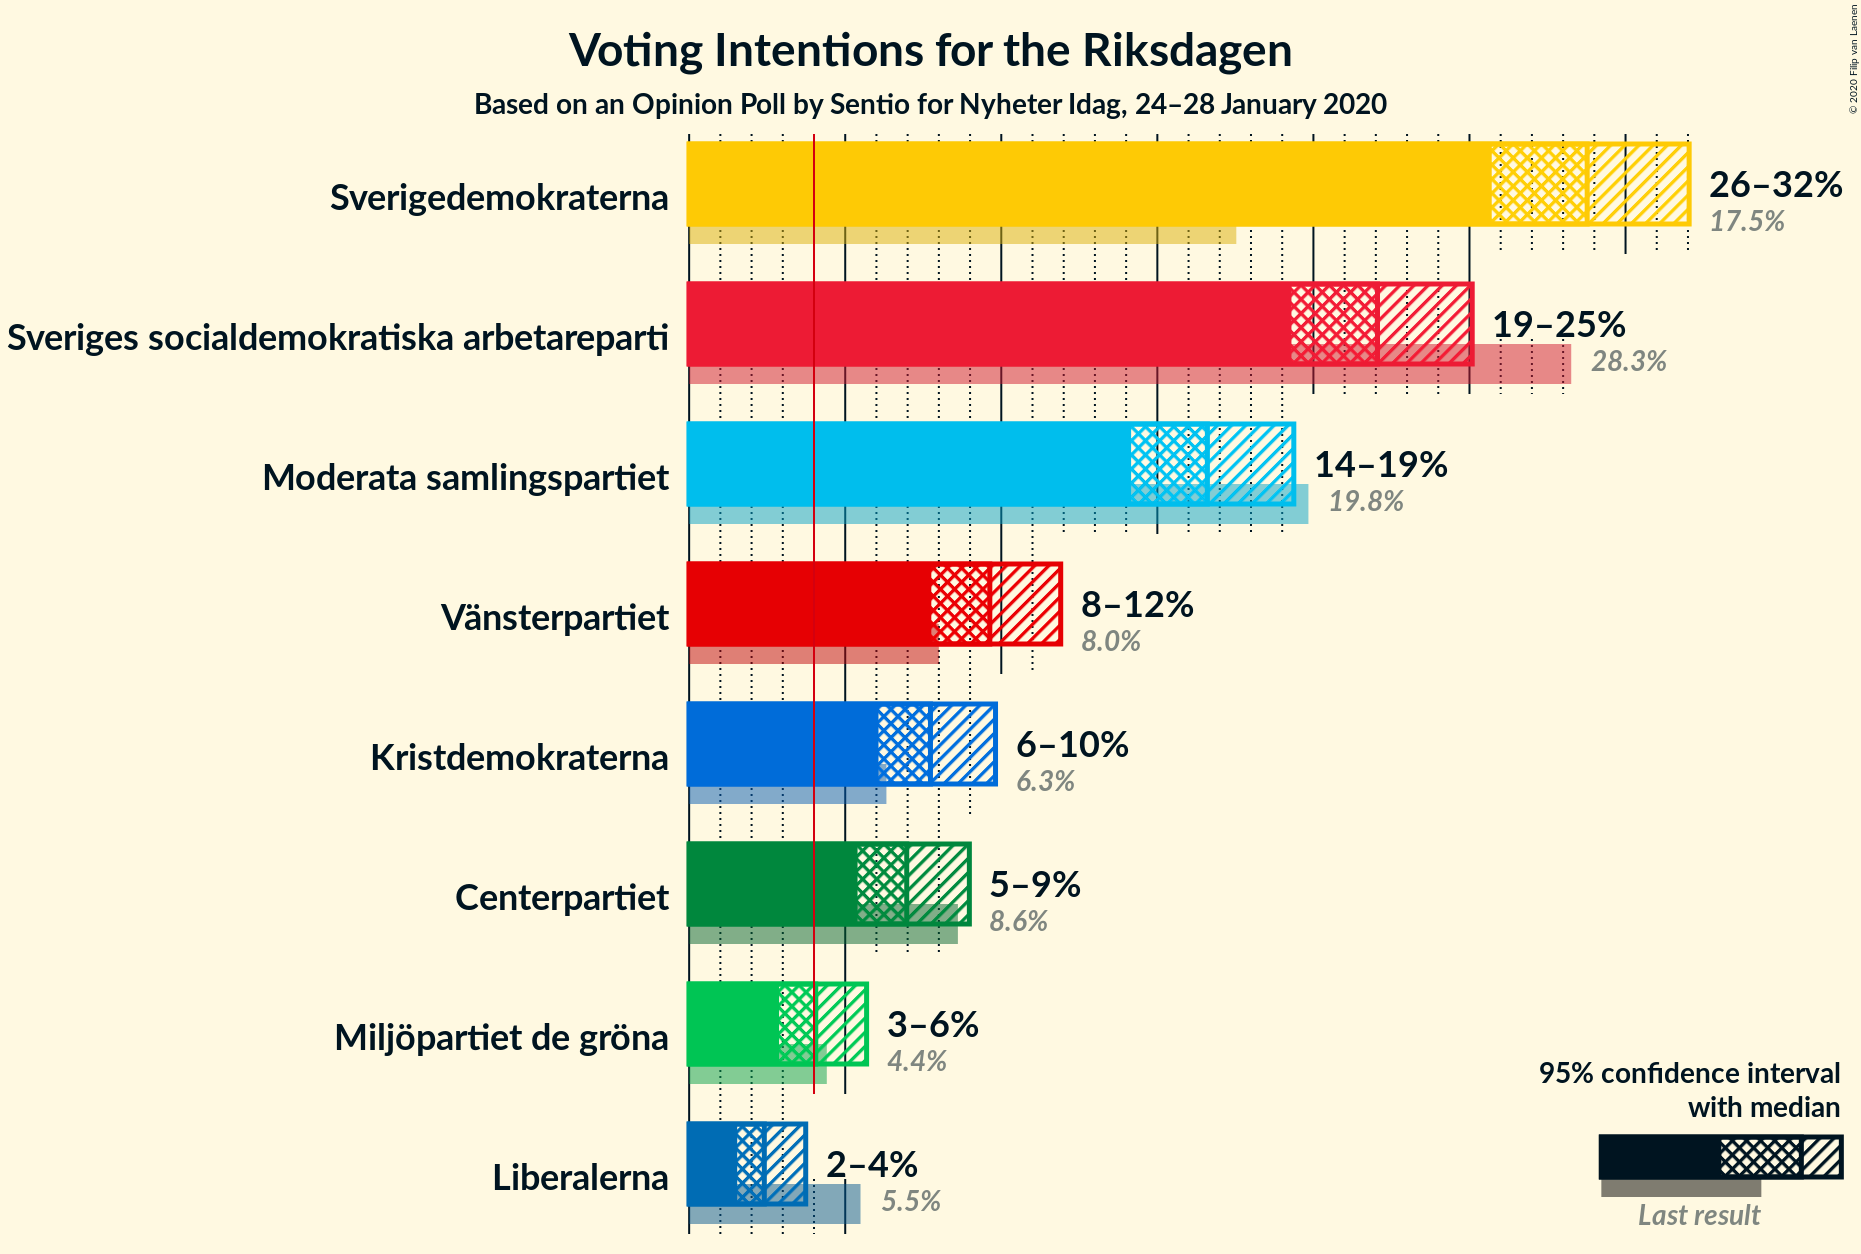 Voting Intentions for the Riksdagen
Based on an Opinion Poll by Sentio for Nyheter Idag, 24–28 January 2020
© 2020 Filip van Laenen
Sverigedemokraterna
26–32%
17.5%
Sveriges socialdemokratiska arbetareparti
19–25%
28.3%
Moderata samlingspartiet
14–19%
19.8%
Vänsterpartiet
8–12%
8.0%
Kristdemokraterna
6–10%
6.3%
Centerpartiet
5–9%
8.6%
Miljöpartiet de gröna
3–6%
4.4%
Liberalerna
2–4%
5.5%
95% confidence interval
with median
Last result